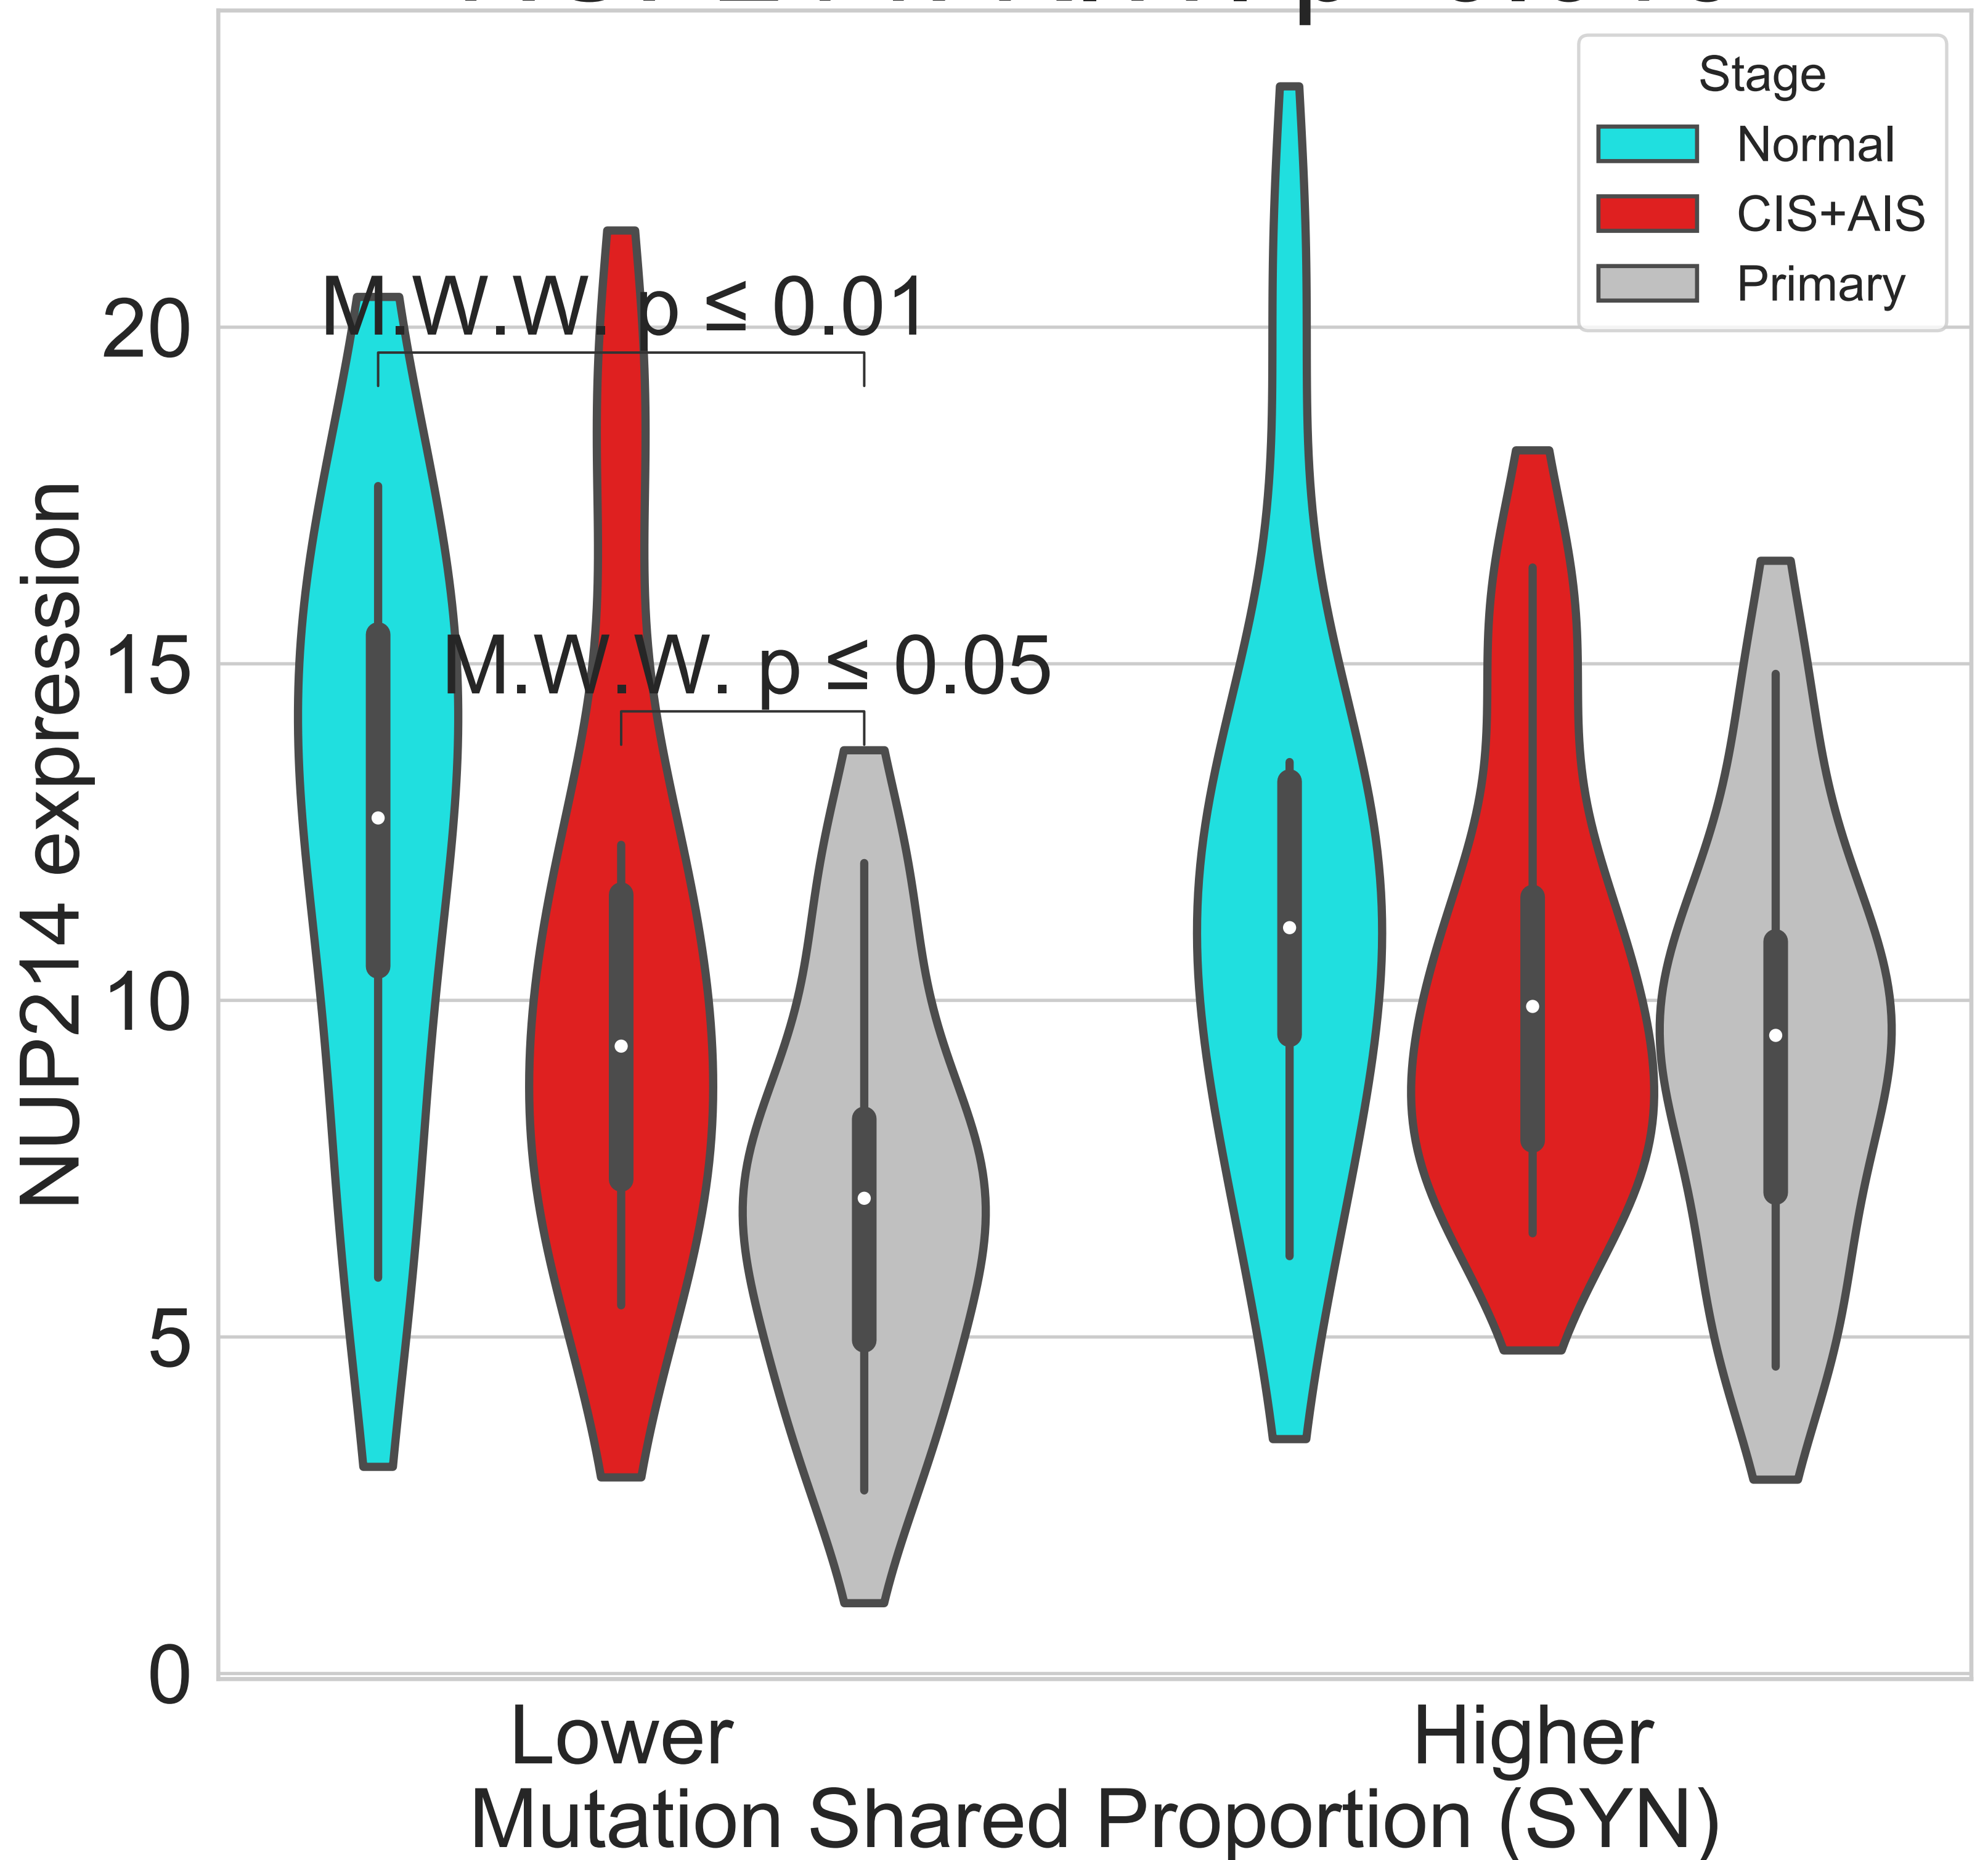 Stage
Normal
CIS+AIS
Primary
M.W.W. p ≤ 0.01
M.W.W. p ≤ 0.05
NUP214 expression
20
15
10
5
0
Lower
Higher
Mutation Shared Proportion (SYN)